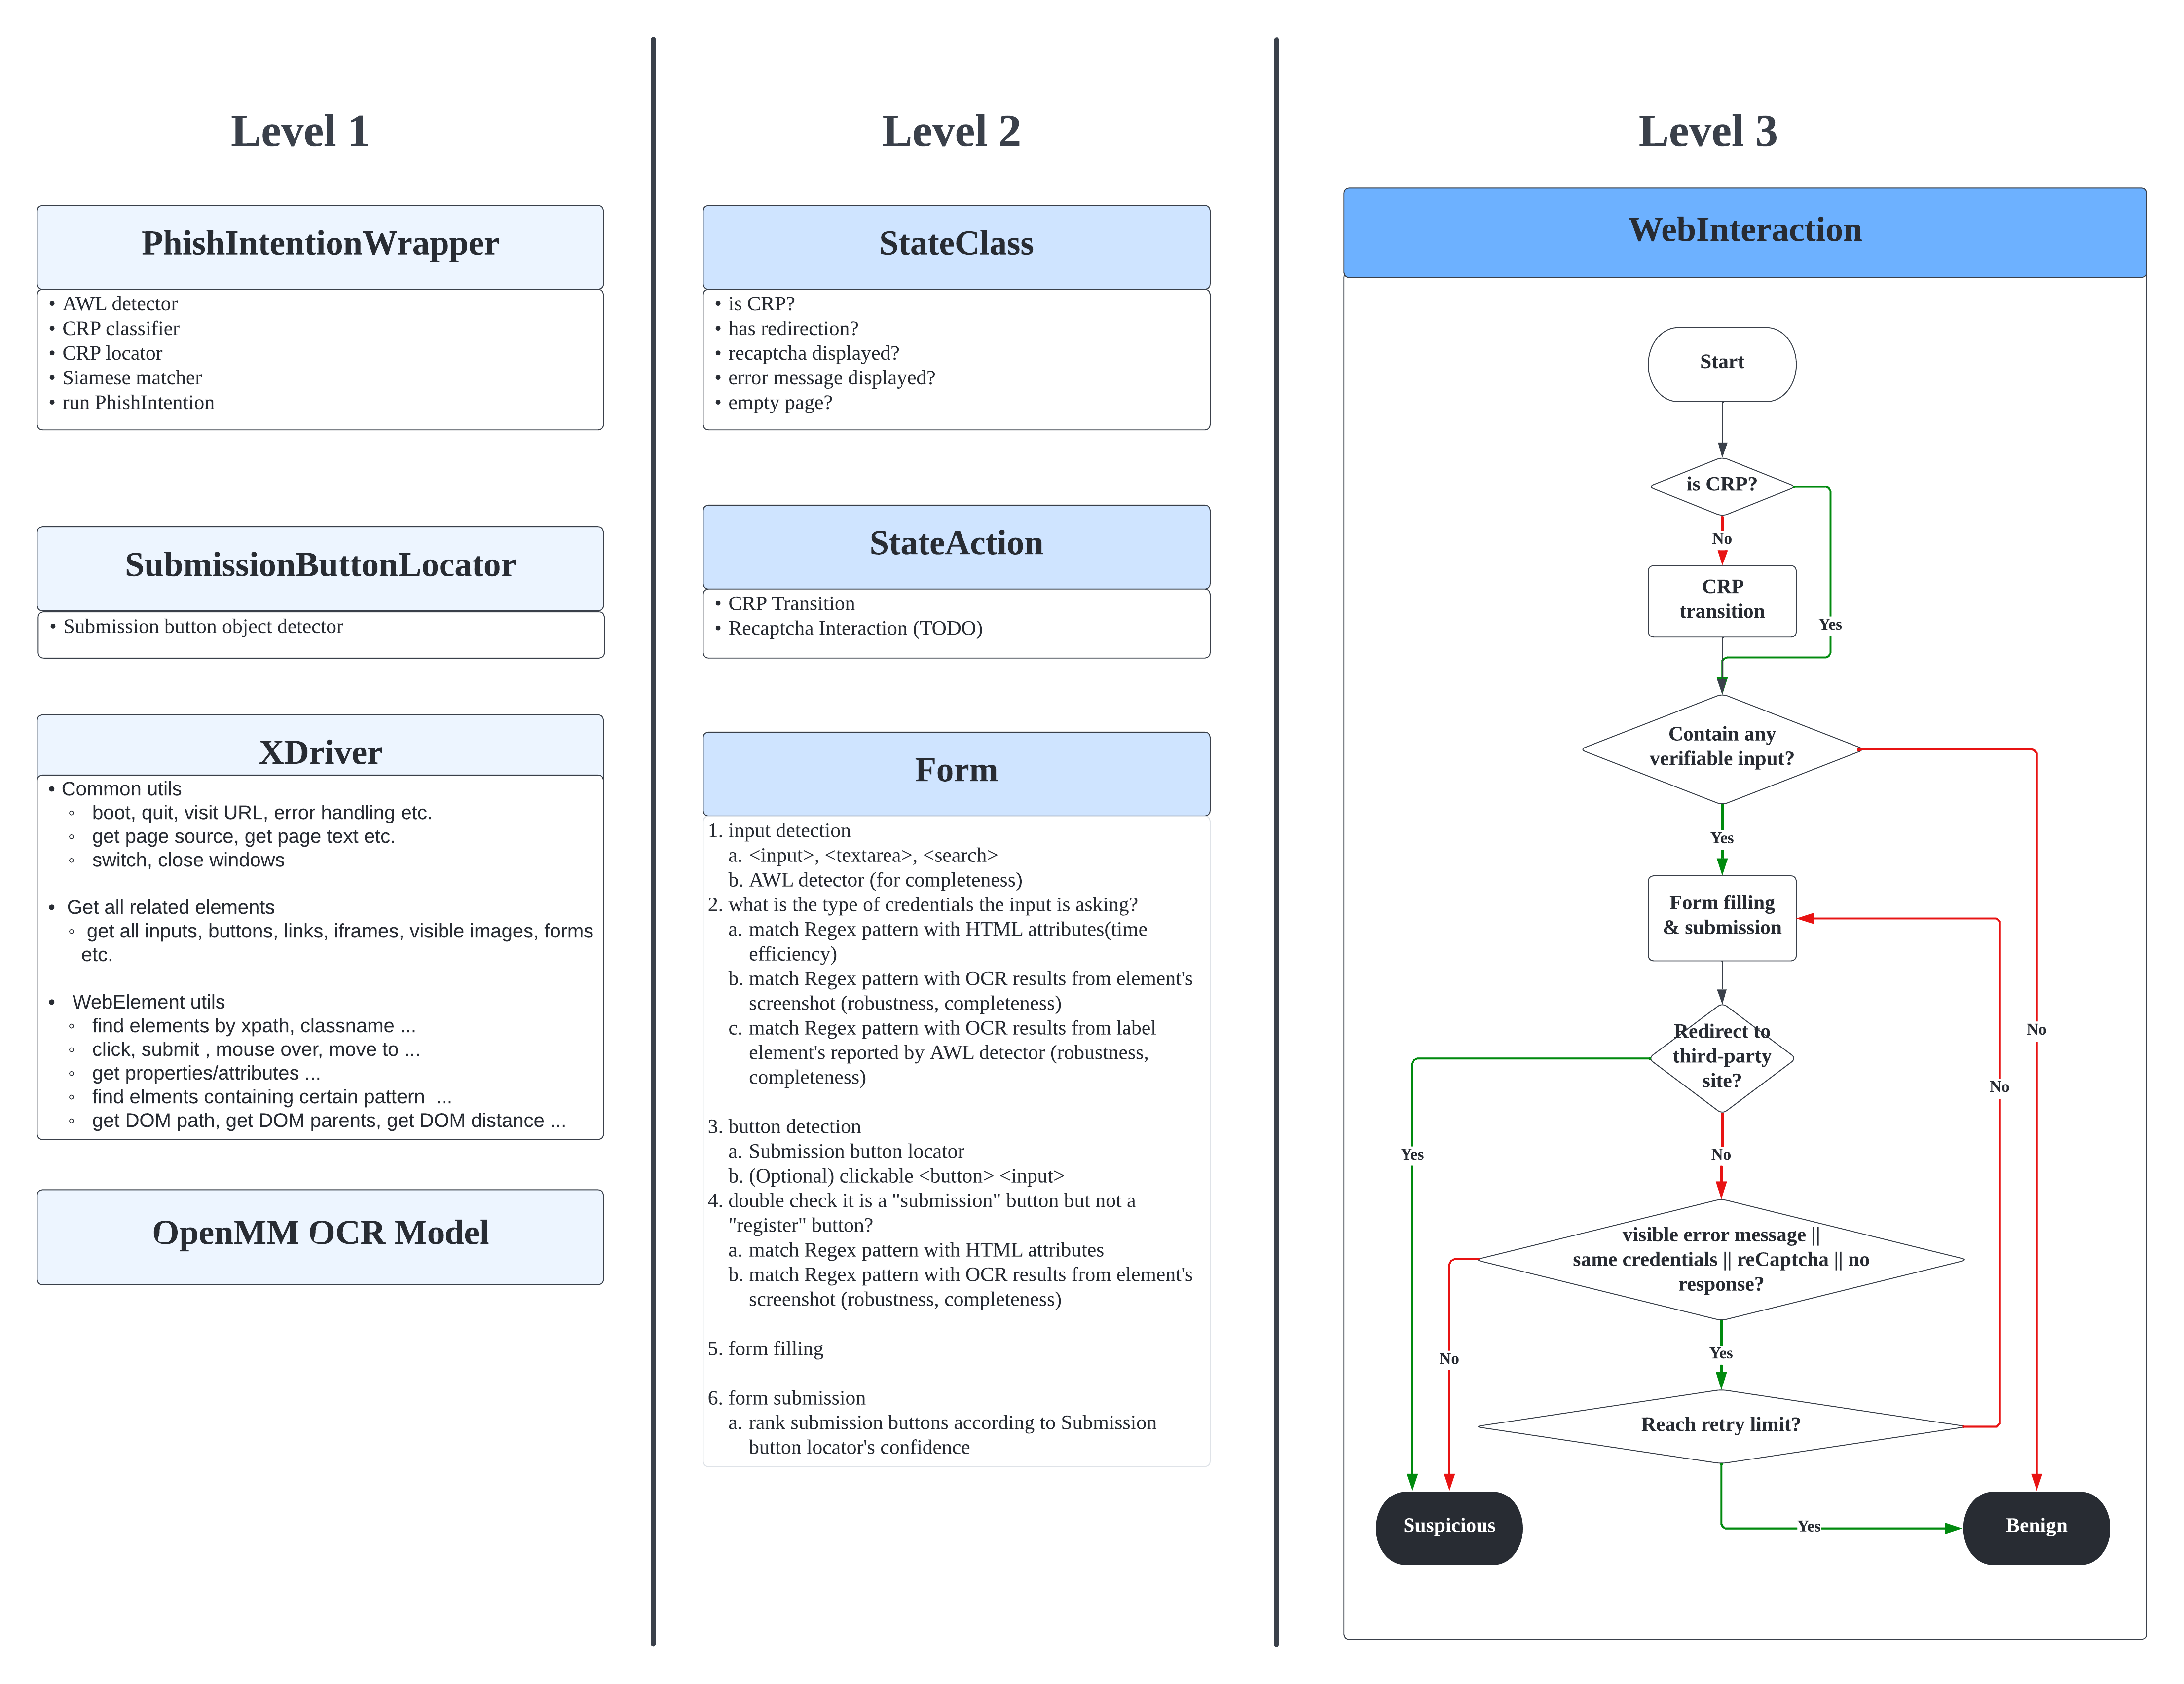 Level 1
PhishIntentionWrapper
• AWL detector
• CRP classifier
• CRP locator
• Siamese matcher
• run PhishIntention
SubmissionButtonLocator
• Submission button object detector
XDriver
• Common utils
◦ boot, quit, visit URL, error handling etc.
◦ get page source, get page text etc.
◦ switch, close windows
• Get all related elements
◦ get all inputs, buttons, links, iframes, visible images, forms
etc.
• WebElement utils
◦ find elements by xpath, classname ...
◦ click, submit , mouse over, move to ...
◦ get properties/attributes ...
◦ find elments containing certain pattern ...
◦ get DOM path, get DOM parents, get DOM distance ...
OpenMM OCR Model
Level 2
StateClass
• is CRP?
• has redirection?
• recaptcha displayed?
• error message displayed?
• empty page?
StateAction
• CRP Transition
• Recaptcha Interaction (TODO)
Form
1. input detection
a. <input>, <textarea>, <search>
b. AWL detector (for completeness)
2. what is the type of credentials the input is asking?
a. match Regex pattern with HTML attributes(time
efficiency)
b. match Regex pattern with OCR results from element's
screenshot (robustness, completeness)
c. match Regex pattern with OCR results from label
element's reported by AWL detector (robustness,
completeness)
3. button detection
a. Submission button locator
b. (Optional) clickable <button> <input>
4. double check it is a "submission" button but not a
"register" button?
a. match Regex pattern with HTML attributes
b. match Regex pattern with OCR results from element's
screenshot (robustness, completeness)
5. form filling
6. form submission
a. rank submission buttons according to Submission
button locator's confidence
Level 3
WebInteraction
Start
is CRP?
No
CRP
transition
Yes
Contain any
verifiable input?
Yes
Form filling
& submission
No
Redirect to
third-party
site?
No
Yes
No
visible error message ||
same credentials || reCaptcha || no
response?
No
Yes
Reach retry limit?
Suspicious
Yes
Benign